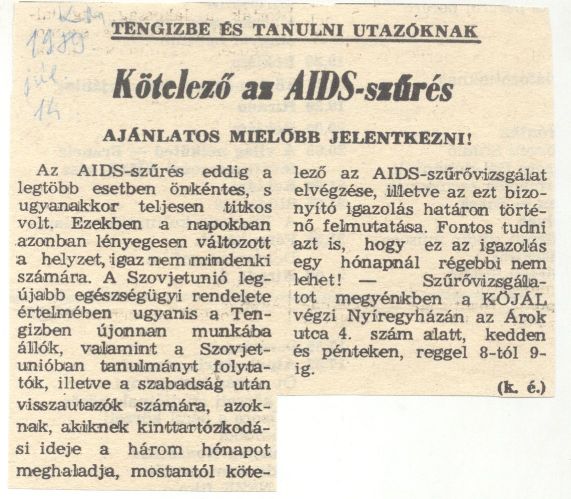 1989
júl.
14.
TENGIZBE ÉS TANULNI UTAZÓKNAK
Kötelező az AIDS-szűrés
AJÁNLATOS MIELŐBB JELENTKEZNI!
Az AIDS-szűrés eddig a
legtöbb esetben önkéntes, s
ugyanakkor teljesen titkos
volt. Ezekben a napokban
azonban lényegesen változott
a helyzet, igaz nem mindenki
számára. A Szovjetunió leg-
újabb egészségügyi rendelete
értelmében ugyanis a Ten-
gizben újonnan munkába
állók, valamint a Szovjet-
unióban tanulmányt folyta-
tók, illetve a szabadság után
visszautazók számára, azok-
nak, akiknek kinttartózkodá-
si ideje a három hónapot
meghaladja, mostantól köte-
lező az AIDS-szűrővizsgálat
elvégzése, illetve az ezt bizo-
nyító igazolás határon törté-
nő felmutatása. Fontos tudni
azt is, hogy ez az igazolás
egy hónapnál régebbi nem
lehet! — Szűrővizsgála-
tot megyénkben a KÖJÁL
végzi Nyíregyházán az Árok
utca 4. szám alatt, kedden
és pénteken, reggel 8-tól 9-
ig.
(k. é.)